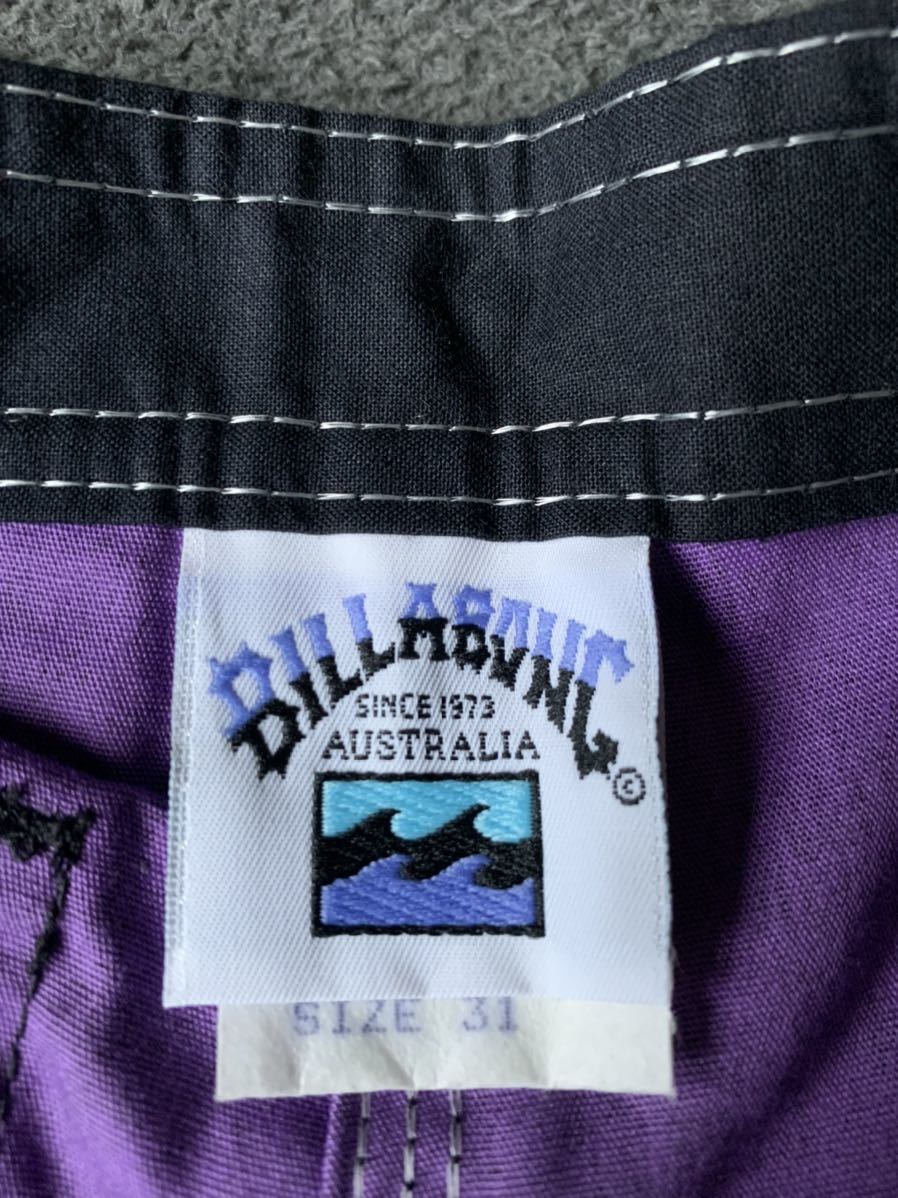 BILLABONG
SINCE 1973
AUSTRALIA
©
SIZE 31